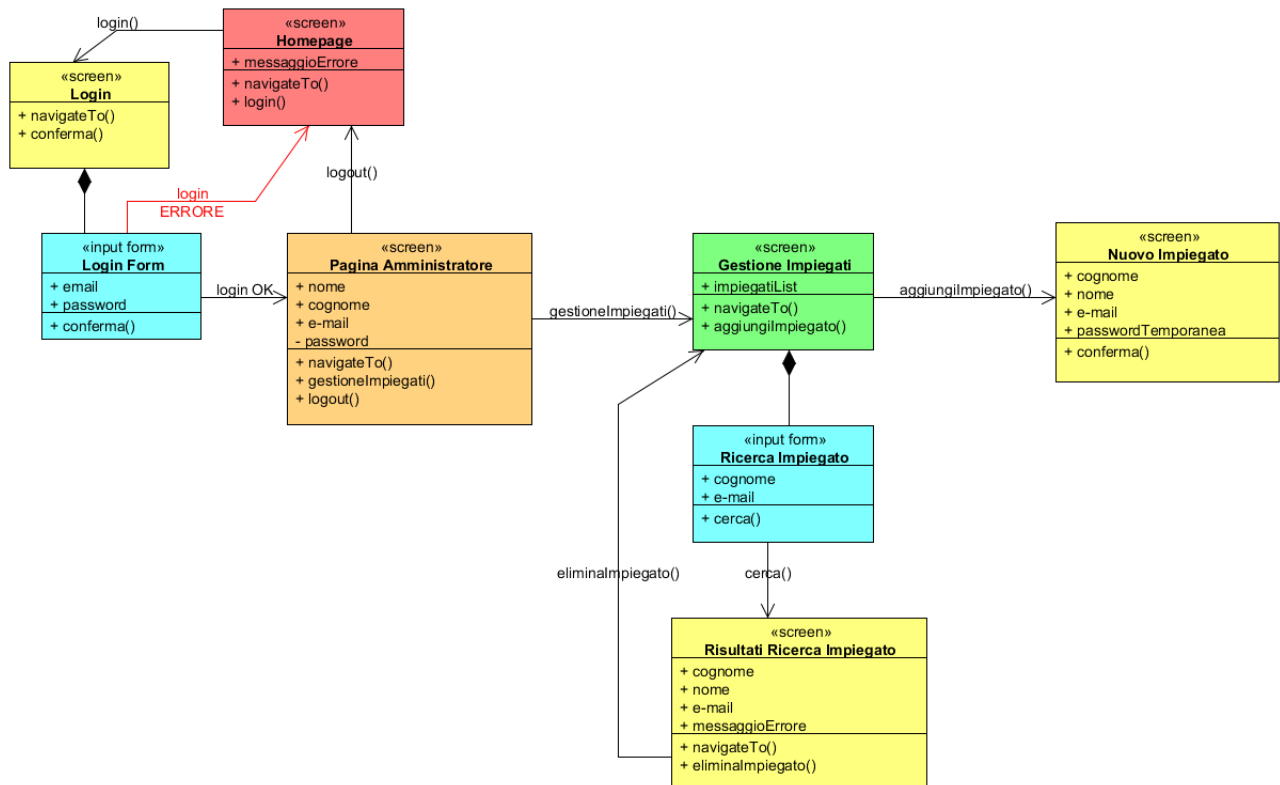 login()
«screen»
Homepage
+ messaggioErrore
+ navigateTo()
+ login()
«screen»
Login
+ navigateTo()
+ conferma()
login
ERRORE
logout()
«input form»
Login Form
+ email
+ password
+ conferma()
login OK
«screen»
Pagina Amministratore
+ nome
+ cognome
+ e-mail
- password
+ navigateTo()
+ gestioneImpiegati()
+ logout()
gestioneImpiegati()
«screen»
Gestione Impiegati
+ impiegatiList
+ navigateTo()
+ aggiungiImpiegato()
aggiungiImpiegato()
«screen»
Nuovo Impiegato
+ cognome
+ nome
+ e-mail
+ passwordTemporanea
+ conferma()
«input form»
Ricerca Impiegato
+ cognome
+ e-mail
+ cerca()
eliminaImpiegato()
cerca()
«screen»
Risultati Ricerca Impiegato
+ cognome
+ nome
+ e-mail
+ messaggioErrore
+ navigateTo()
+ eliminaImpiegato()